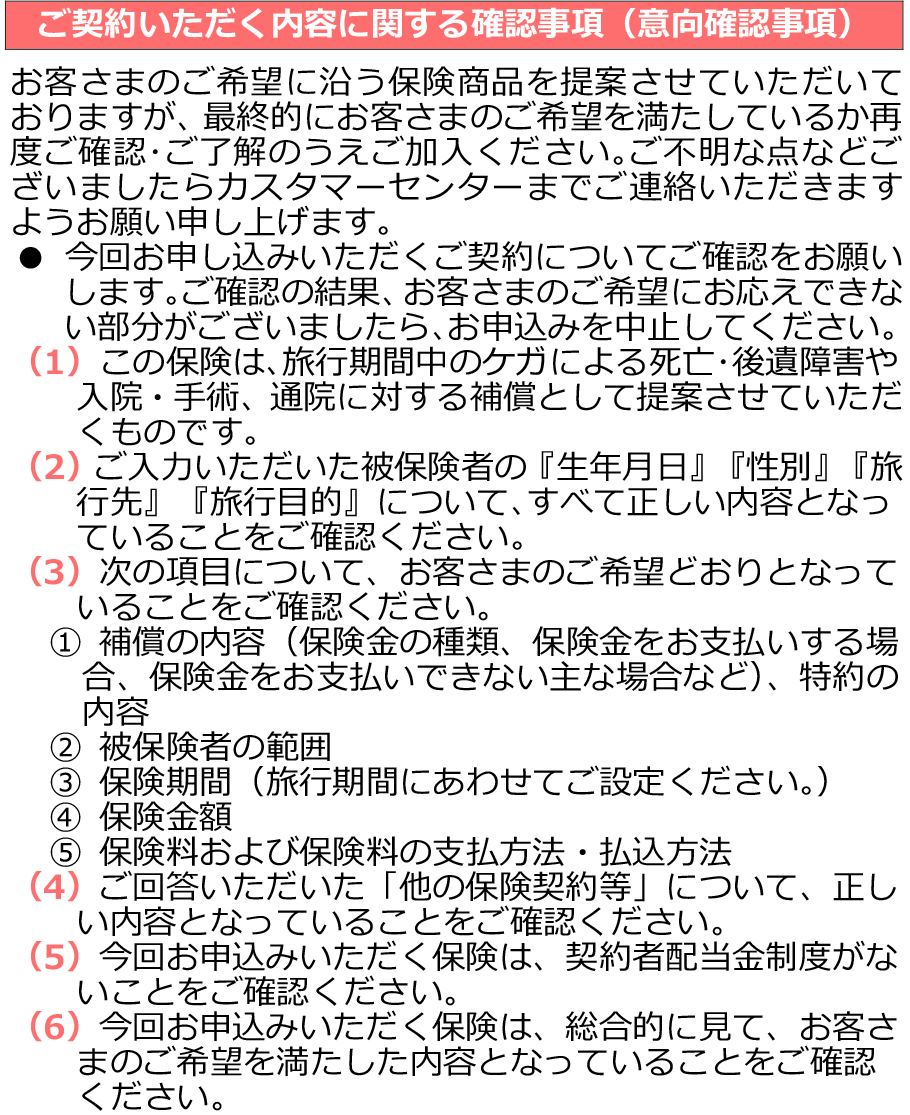 ご契約いただく内容に関する確認事項（意向確認事項）
お客さまのご希望に沿う保険商品を提案させていただいて
おりますが、最終的にお客さまのご希望を満たしているか再
度ご確認・ご了解のうえご加入ください。ご不明な点などご
ざいましたらカスタマーセンターまでご連絡いただきます
ようお願い申し上げます。
● 今回お申し込みいただくご契約についてご確認をお願い
します。ご確認の結果、お客さまのご希望にお応えできな
い部分がございましたら、お申込みを中止してください。
（1）この保険は、旅行期間中のケガによる死亡・後遺障害や
入院・手術、通院に対する補償として提案させていただ
くものです。
（2）ご入力いただいた被保険者の『生年月日』『性別』『旅
行先』『旅行目的』について、すべて正しい内容となっ
ていることをご確認ください。
（3）次の項目について、お客さまのご希望どおりとなって
いることをご確認ください。
① 補償の内容（保険金の種類、保険金をお支払いする場
合、保険金をお支払いできない主な場合など）、特約の
内容
② 被保険者の範囲
③ 保険期間（旅行期間にあわせてご設定ください。）
④ 保険金額
⑤ 保険料および保険料の支払方法・払込方法
（4）ご回答いただいた「他の保険契約等」について、正し
い内容となっていることをご確認ください。
（5）今回お申込みいただく保険は、契約者配当金制度がな
いことをご確認ください。
（6）今回お申込みいただく保険は、総合的に見て、お客さ
まのご希望を満たした内容となっていることをご確認
ください。